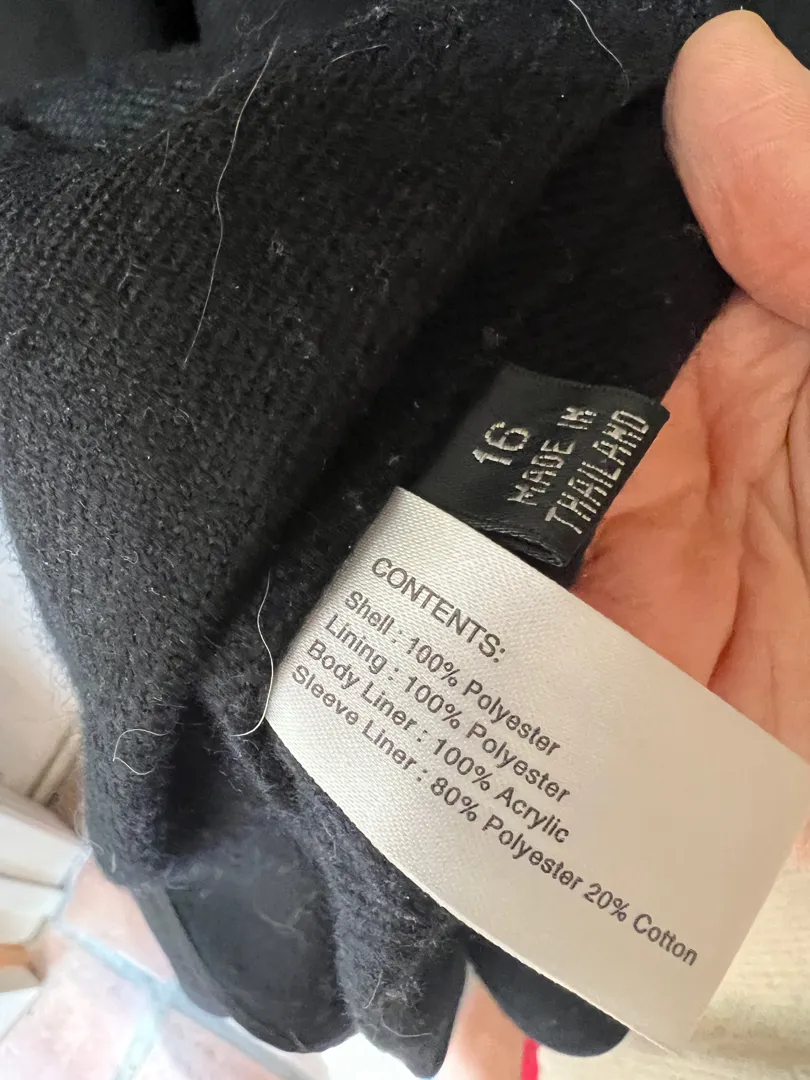 16
MADE IN
THAILAND
CONTENTS:
Shell : 100% Polyester
Lining : 100% Polyester
Body Liner : 100% Acrylic
Sleeve Liner : 80% Polyester 20% Cotton